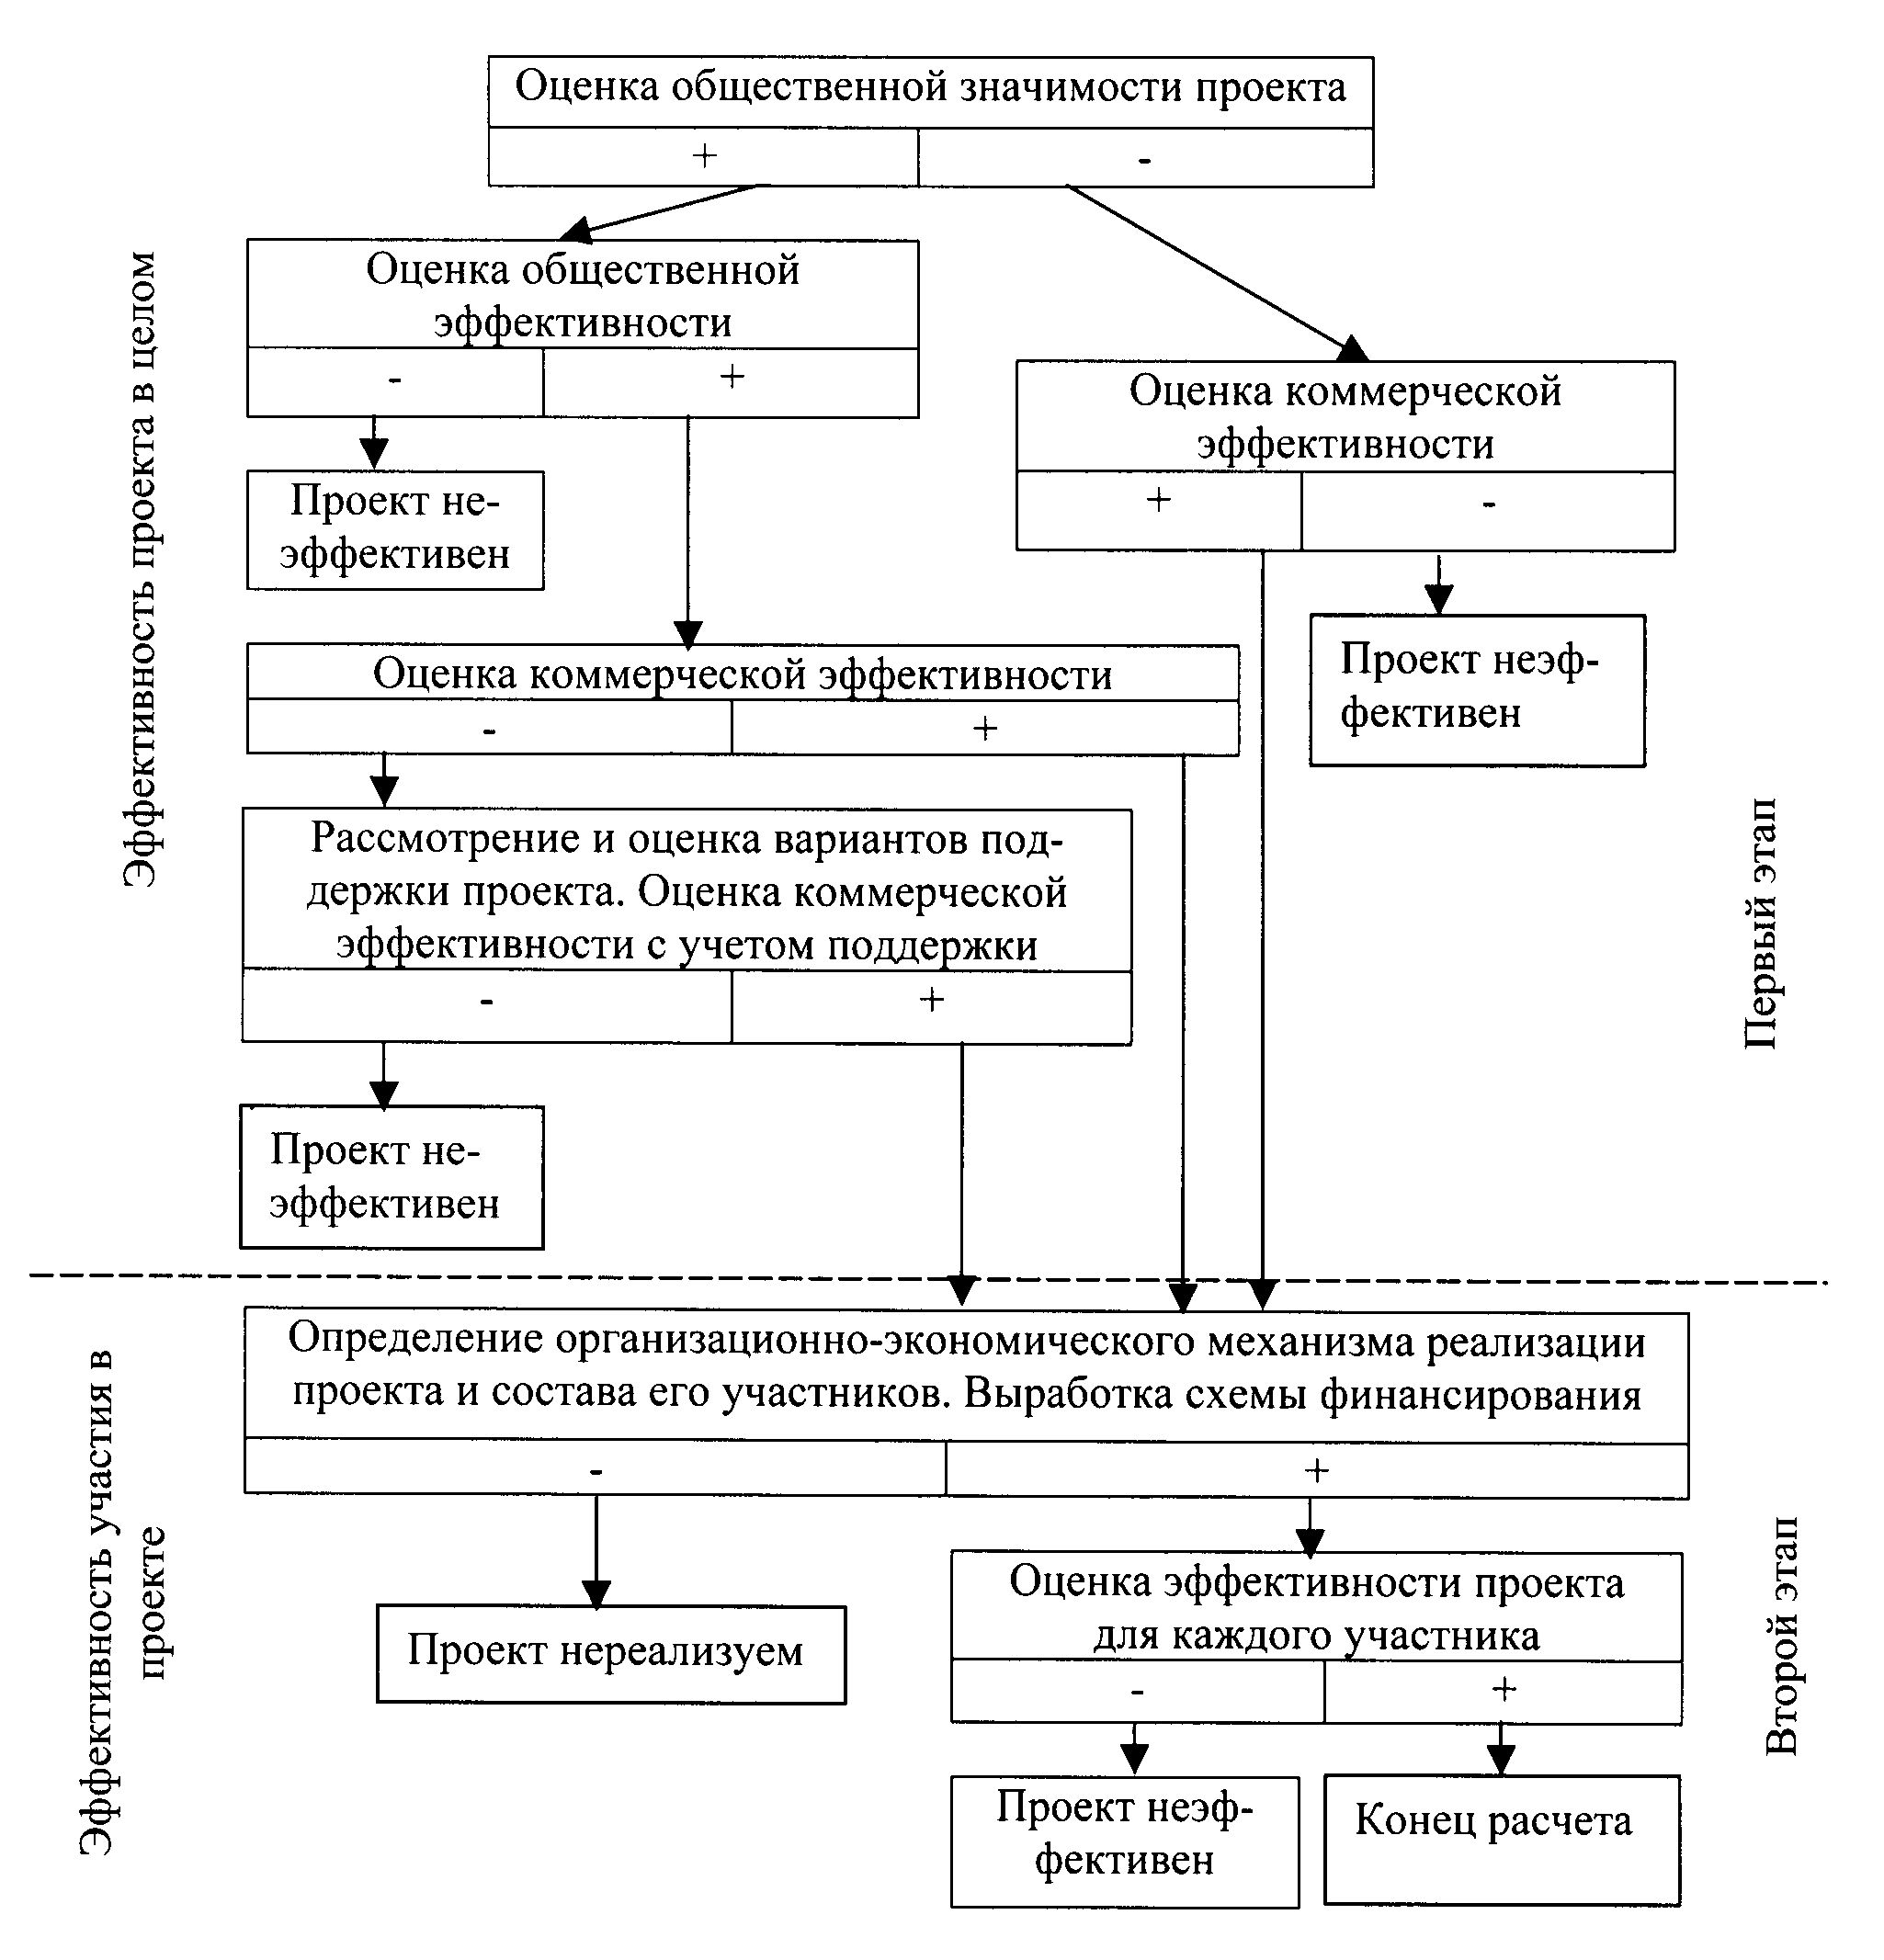 Оценка общественной значимости проекта
+
-
Оценка общественной
эффективности
-
+
Оценка коммерческой
эффективности
+
-
Проект не-
эффективен
Проект неэф-
фективен
Оценка коммерческой эффективности
-
+
Рассмотрение и оценка вариантов под-
держки проекта. Оценка коммерческой
эффективности с учетом поддержки
-
+
Проект не-
эффективен
Эффективность проекта в целом
Первый этап
Определение организационно-экономического механизма реализации
проекта и состава его участников. Выработка схемы финансирования
-
+
Проект нереализуем
Оценка эффективности проекта
для каждого участника
-
+
Проект неэф-
фективен
Конец расчета
Эффективность участия в
проекте
Второй этап